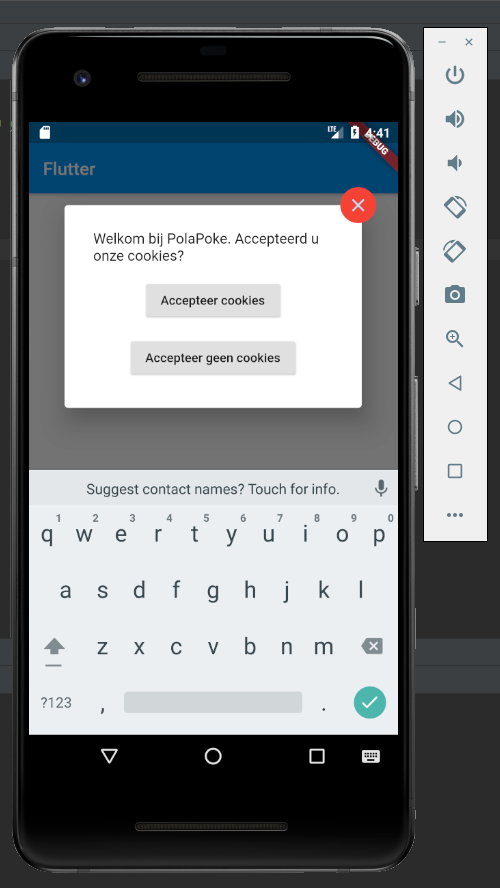 LTE 4:41
DEBUG
Flutter
Welkom bij PolaPoke. Accepteerd u
onze cookies?
Accepteer cookies
Accepteer geen cookies
Suggest contact names? Touch for info.
1 2 3 4 5 6 7 8 9 0
q w e r t y u i o p
a s d f g h j k l
z x c v b n m
?123 , .